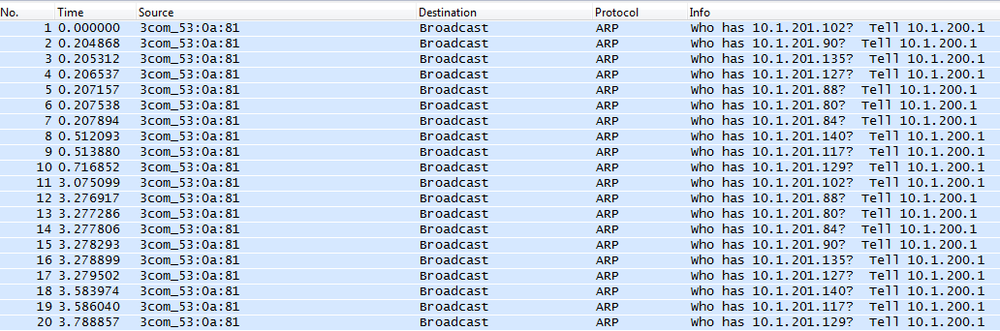 No. Time Source Destination Protocol Info
1 0.000000 3com_53:0a:81 Broadcast ARP Who has 10.1.201.102? Tell 10.1.200.1
2 0.204868 3com_53:0a:81 Broadcast ARP Who has 10.1.201.90? Tell 10.1.200.1
3 0.205312 3com_53:0a:81 Broadcast ARP Who has 10.1.201.135? Tell 10.1.200.1
4 0.206537 3com_53:0a:81 Broadcast ARP Who has 10.1.201.127? Tell 10.1.200.1
5 0.207157 3com_53:0a:81 Broadcast ARP Who has 10.1.201.88? Tell 10.1.200.1
6 0.207538 3com_53:0a:81 Broadcast ARP Who has 10.1.201.80? Tell 10.1.200.1
7 0.207894 3com_53:0a:81 Broadcast ARP Who has 10.1.201.84? Tell 10.1.200.1
8 0.512093 3com_53:0a:81 Broadcast ARP Who has 10.1.201.140? Tell 10.1.200.1
9 0.513880 3com_53:0a:81 Broadcast ARP Who has 10.1.201.117? Tell 10.1.200.1
10 0.716852 3com_53:0a:81 Broadcast ARP Who has 10.1.201.129? Tell 10.1.200.1
11 3.075099 3com_53:0a:81 Broadcast ARP Who has 10.1.201.102? Tell 10.1.200.1
12 3.276917 3com_53:0a:81 Broadcast ARP Who has 10.1.201.88? Tell 10.1.200.1
13 3.277286 3com_53:0a:81 Broadcast ARP Who has 10.1.201.80? Tell 10.1.200.1
14 3.277806 3com_53:0a:81 Broadcast ARP Who has 10.1.201.84? Tell 10.1.200.1
15 3.278293 3com_53:0a:81 Broadcast ARP Who has 10.1.201.90? Tell 10.1.200.1
16 3.278899 3com_53:0a:81 Broadcast ARP Who has 10.1.201.135? Tell 10.1.200.1
17 3.279502 3com_53:0a:81 Broadcast ARP Who has 10.1.201.127? Tell 10.1.200.1
18 3.583974 3com_53:0a:81 Broadcast ARP Who has 10.1.201.140? Tell 10.1.200.1
19 3.586040 3com_53:0a:81 Broadcast ARP Who has 10.1.201.117? Tell 10.1.200.1
20 3.788857 3com_53:0a:81 Broadcast ARP Who has 10.1.201.129? Tell 10.1.200.1